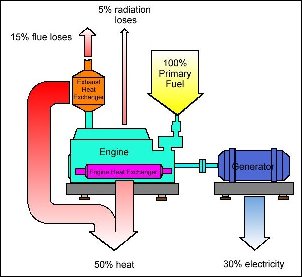 5% radiation
loses
15% flue loses
100%
Primary
Fuel
Exhaust
Heat
Exchanger
Engine
Engine Heat Exchanger
Generator
50% heat
30% electricity